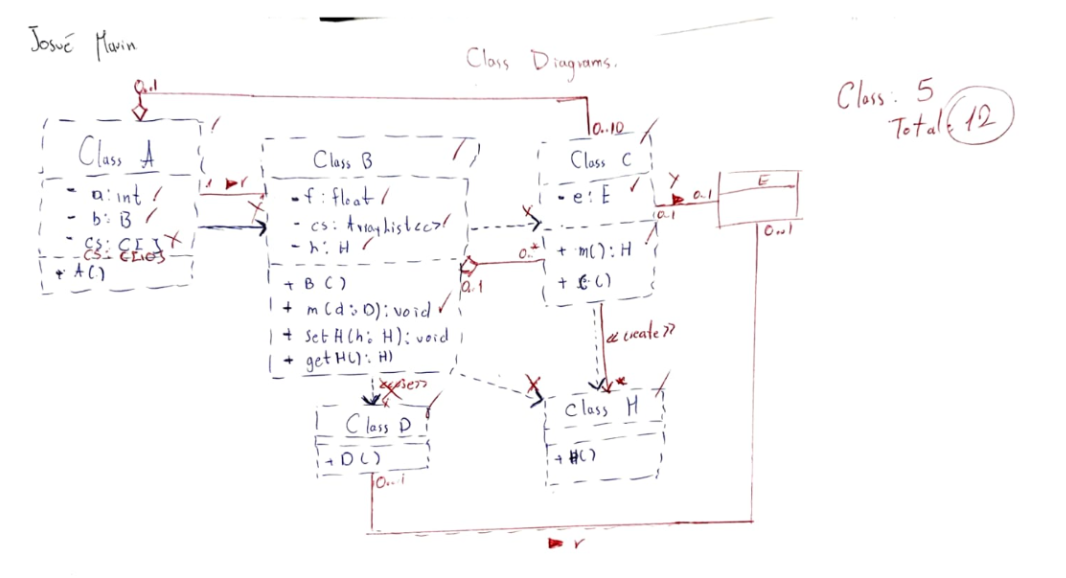 Josué Marin
Class Diagrams.
Class: 5
Total: 12
0..1
0..10
Class A
- a: int
- b: B
- cs: C[]
+ A()
1
r
Class B
- f: float
- cs: ArrayList<c>
- h: H
+ B ()
+ m (d: D): void
+ setH(h: H): void
+ getH(): H)
Class C
- e: E
+ m(): H
+ C()
0..*
0..1
0..1
0..1
E
0..1
<<create>>
*
Class D
+ D()
0..1
Class H
+ H()
r